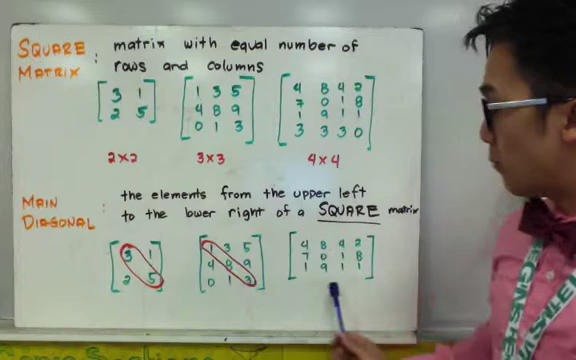 SQUARE MATRIX : matrix with equal number of
rows and columns
[3 1; 2 5] [1 3 5; 4 8 9; 0 1 3] [4 8 4 2; 7 0 1 8; 1 9 1 1; 3 3 3 0]
2x2 3x3 4x4
MAIN DIAGONAL : the elements from the upper left
to the lower right of a SQUARE matrix
[3 1; 2 5] [1 3 5; 4 8 9; 0 1 3] [4 8 4 2; 7 0 1 8; 1 9 1 1]